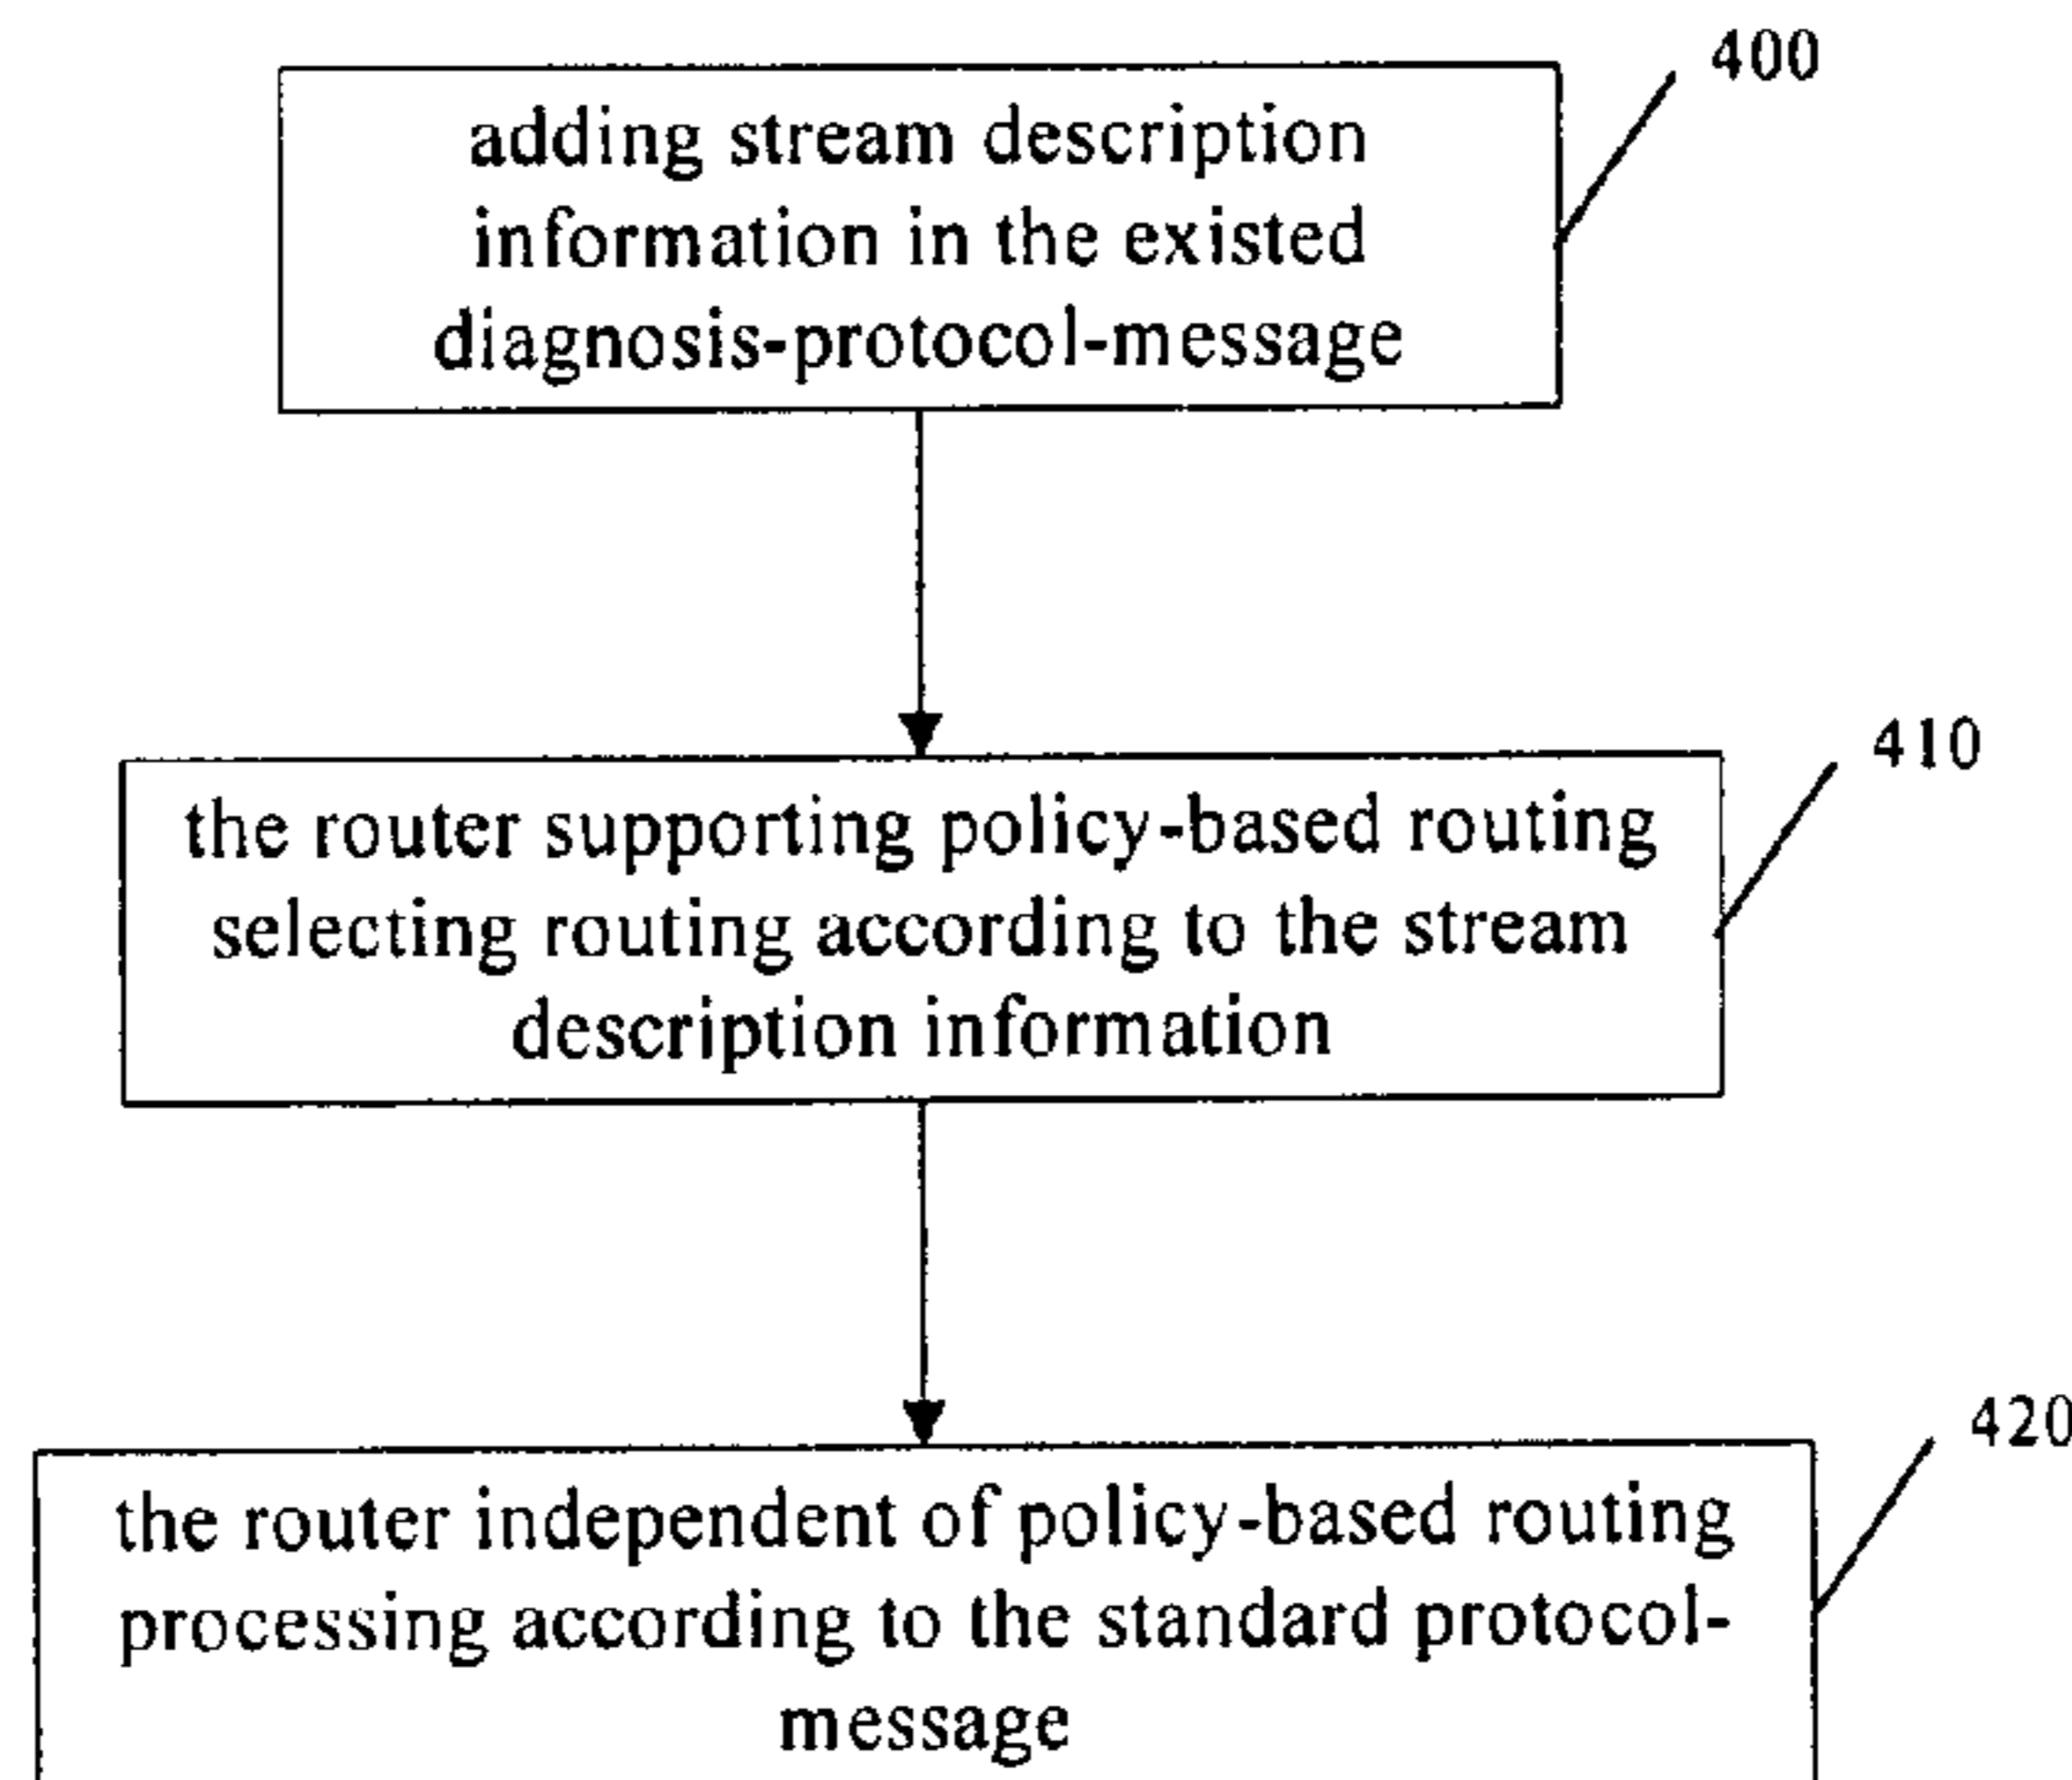 400
adding stream description
information in the existed
diagnosis-protocol-message
410
the router supporting policy-based routing
selecting routing according to the stream
description information
420
the router independent of policy-based routing
processing according to the standard protocol-
message